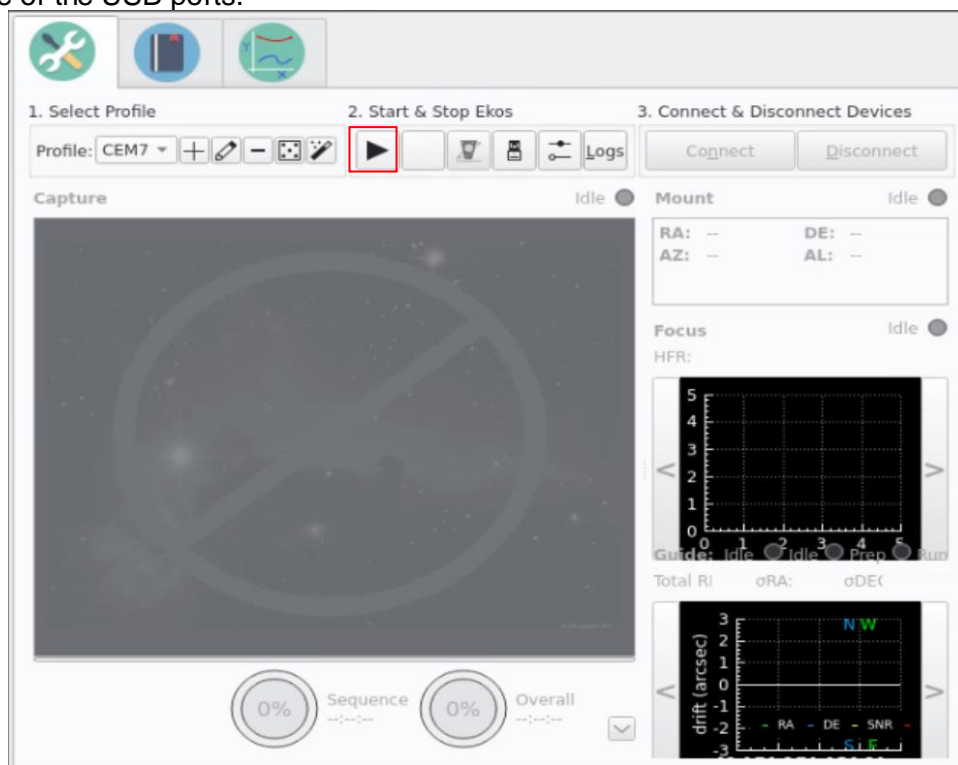 of the USB ports.
Y
X
1. Select Profile
2. Start & Stop Ekos
3. Connect & Disconnect Devices
Profile: CEM7
Logs
Connect
Disconnect
Capture
Idle
Mount
Idle
RA: --
DE: --
AZ: --
AL: --
Focus
Idle
HFR:
5
4
3
2
1
0
0 1 2 3 4 5
Guide: Idle
Idle
Prep
Run
Total
σRA:
3
N W
2
1
0
-1
-2
-3
drift (arcsec)
- RA - DE - SNR -
S E
0%
Sequence
--:--:--
0%
Overall
--:--:--